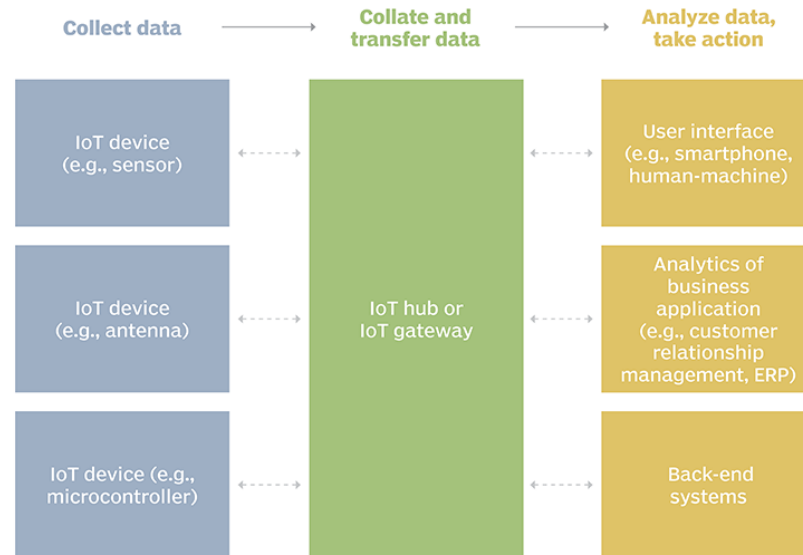 Collect data
Collate and
transfer data
Analyze data,
take action
IoT device
(e.g., sensor)
IoT device
(e.g., antenna)
IoT device (e.g.,
microcontroller)
IoT hub or
IoT gateway
User interface
(e.g., smartphone,
human-machine)
Analytics of
business
application
(e.g., customer
relationship
management, ERP)
Back-end
systems